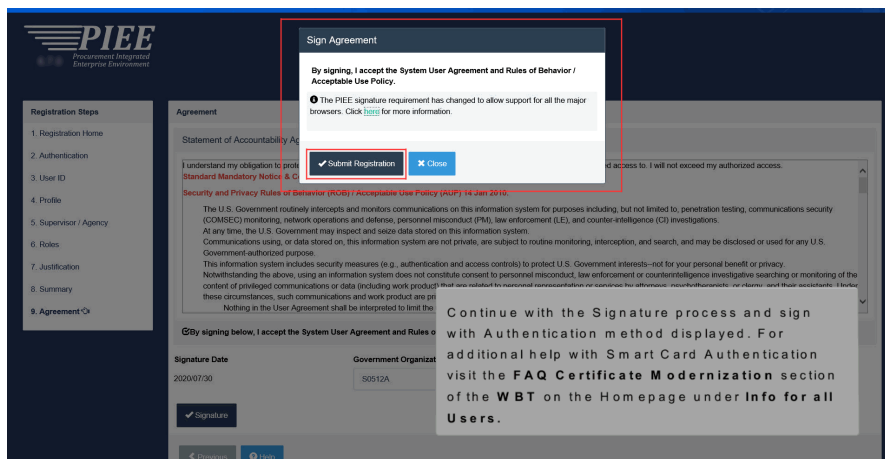 PIEE
Procurement Integrated
Enterprise Environment
6.7.0
Sign Agreement
By signing, I accept the System User Agreement and Rules of Behavior /
Acceptable Use Policy.
The PIEE signature requirement has changed to allow support for all the major
browsers. Click here for more information.
Submit Registration
Close
Registration Steps
1. Registration Home
2. Authentication
3. User ID
4. Profile
5. Supervisor / Agency
6. Roles
7. Justification
8. Summary
9. Agreement
Agreement
Statement of Accountability Ag
I understand my obligation to prote
ed access to. I will not exceed my authorized access.
Standard Mandatory Notice & C
Security and Privacy Rules of Behavior (ROB) / Acceptable Use Policy (AUP) 14 Jan 2010.
The U.S. Government routinely intercepts and monitors communications on this information system for purposes including, but not limited to, penetration testing, communications security
(COMSEC) monitoring, network operations and defense, personnel misconduct (PM), law enforcement (LE), and counter-intelligence (CI) investigations.
At any time, the U.S. Government may inspect and seize data stored on this information system.
Communications using, or data stored on, this information system are not private, are subject to routine monitoring, interception, and search, and may be disclosed or used for any U.S.
Government-authorized purpose.
This information system includes security measures (e.g., authentication and access controls) to protect U.S. Government interests--not for your personal benefit or privacy.
Notwithstanding the above, using an information system does not constitute consent to personnel misconduct, law enforcement or counterintelligence investigative searching or monitoring of the
content of privileged communications or data (including work product) that are related to personal representation or services by attorneys, psychotherapists, or clergy, and their assistants. Under
these circumstances, such communications and work product are pri
Nothing in the User Agreement shall be interpreted to limit the
By signing below, I accept the System User Agreement and Rules o
Signature Date
Government Organizat
2020/07/30
S0512A
Signature
Previous
Help
Continue with the Signature process and sign
with Authentication method displayed. For
additional help with Smart Card Authentication
visit the FAQ Certificate Modernization section
of the WBT on the Homepage under Info for all
Users.